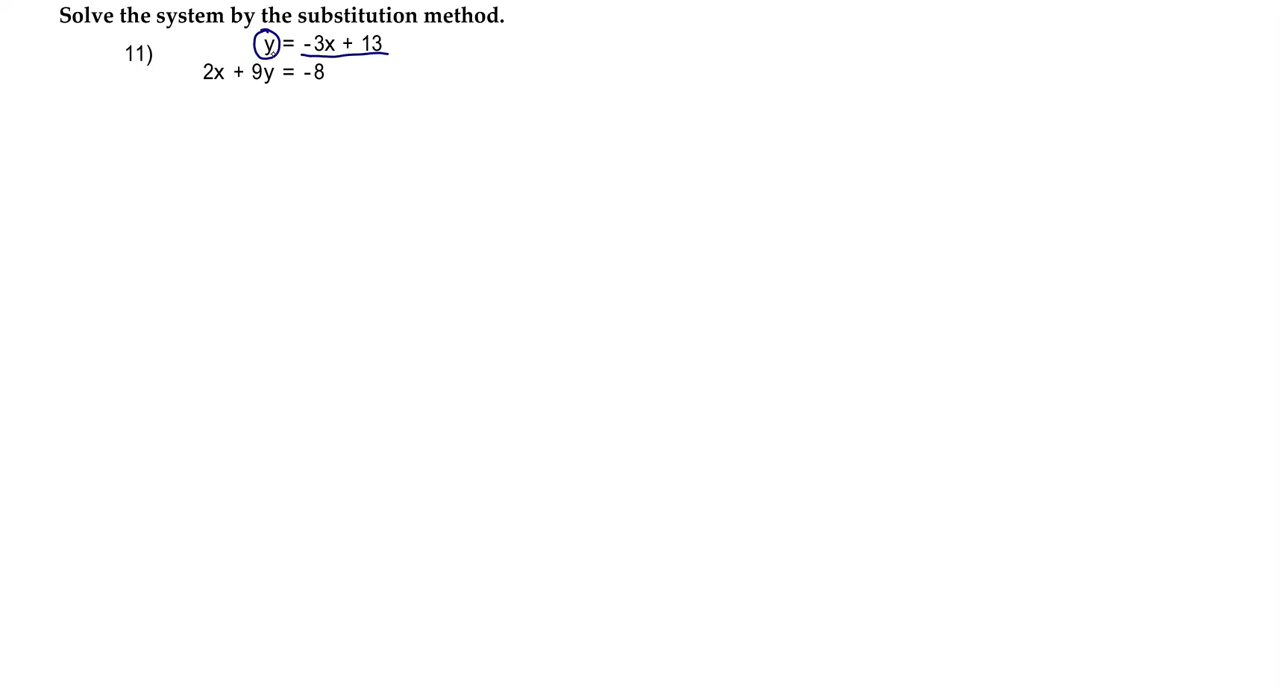 Solve the system by the substitution method.
y = -3x + 13
11)
2x + 9y = -8